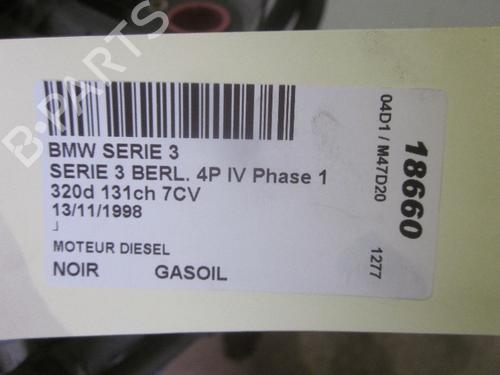 BMW SERIE 3
SERIE 3 BERL. 4P IV Phase 1
320d 131ch 7CV
13/11/1998
MOTEUR DIESEL
NOIR GASOIL
04D1 / M47D20
1277
18660
B-PARTS